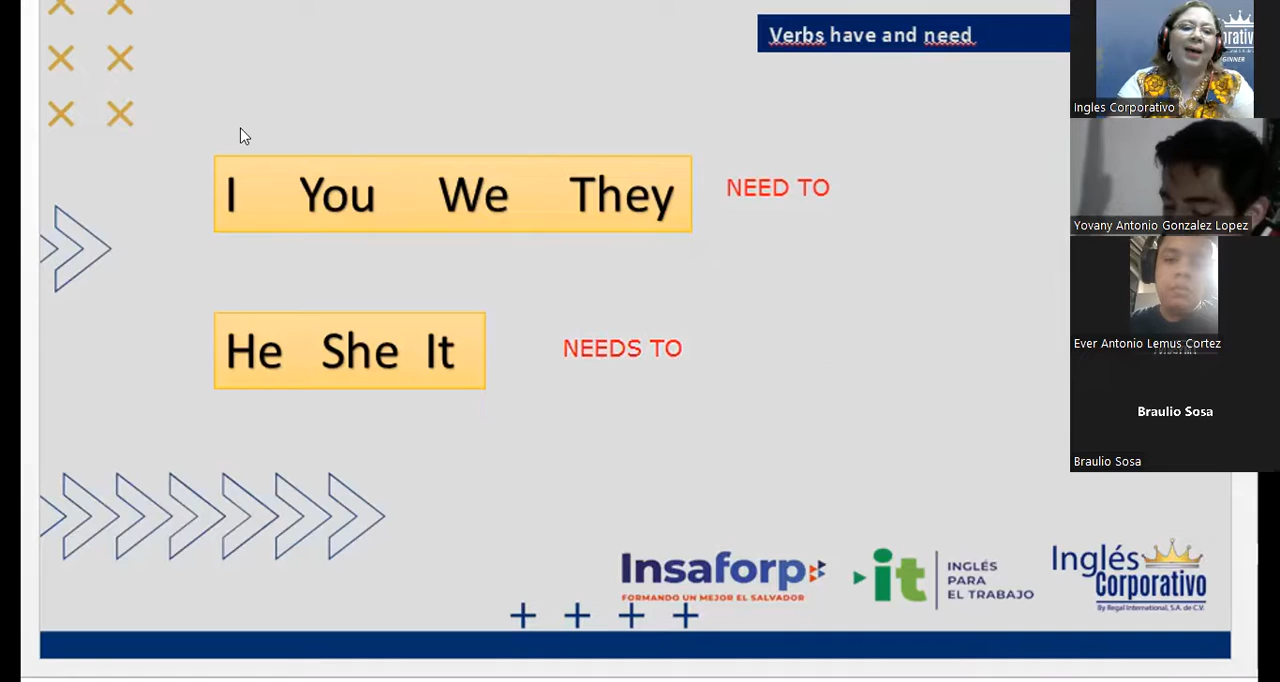 Verbs have and need
I You We They
NEED TO
He She It
NEEDS TO
Insaforp
FORMANDO UN MEJOR EL SALVADOR
it
INGLÉS
PARA
EL TRABAJO
Inglés
Corporativo
By Regal International, S.A. de C.V.
Ingles Corporativo
Yovany Antonio Gonzalez Lopez
Ever Antonio Lemus Cortez
Braulio Sosa
Braulio Sosa